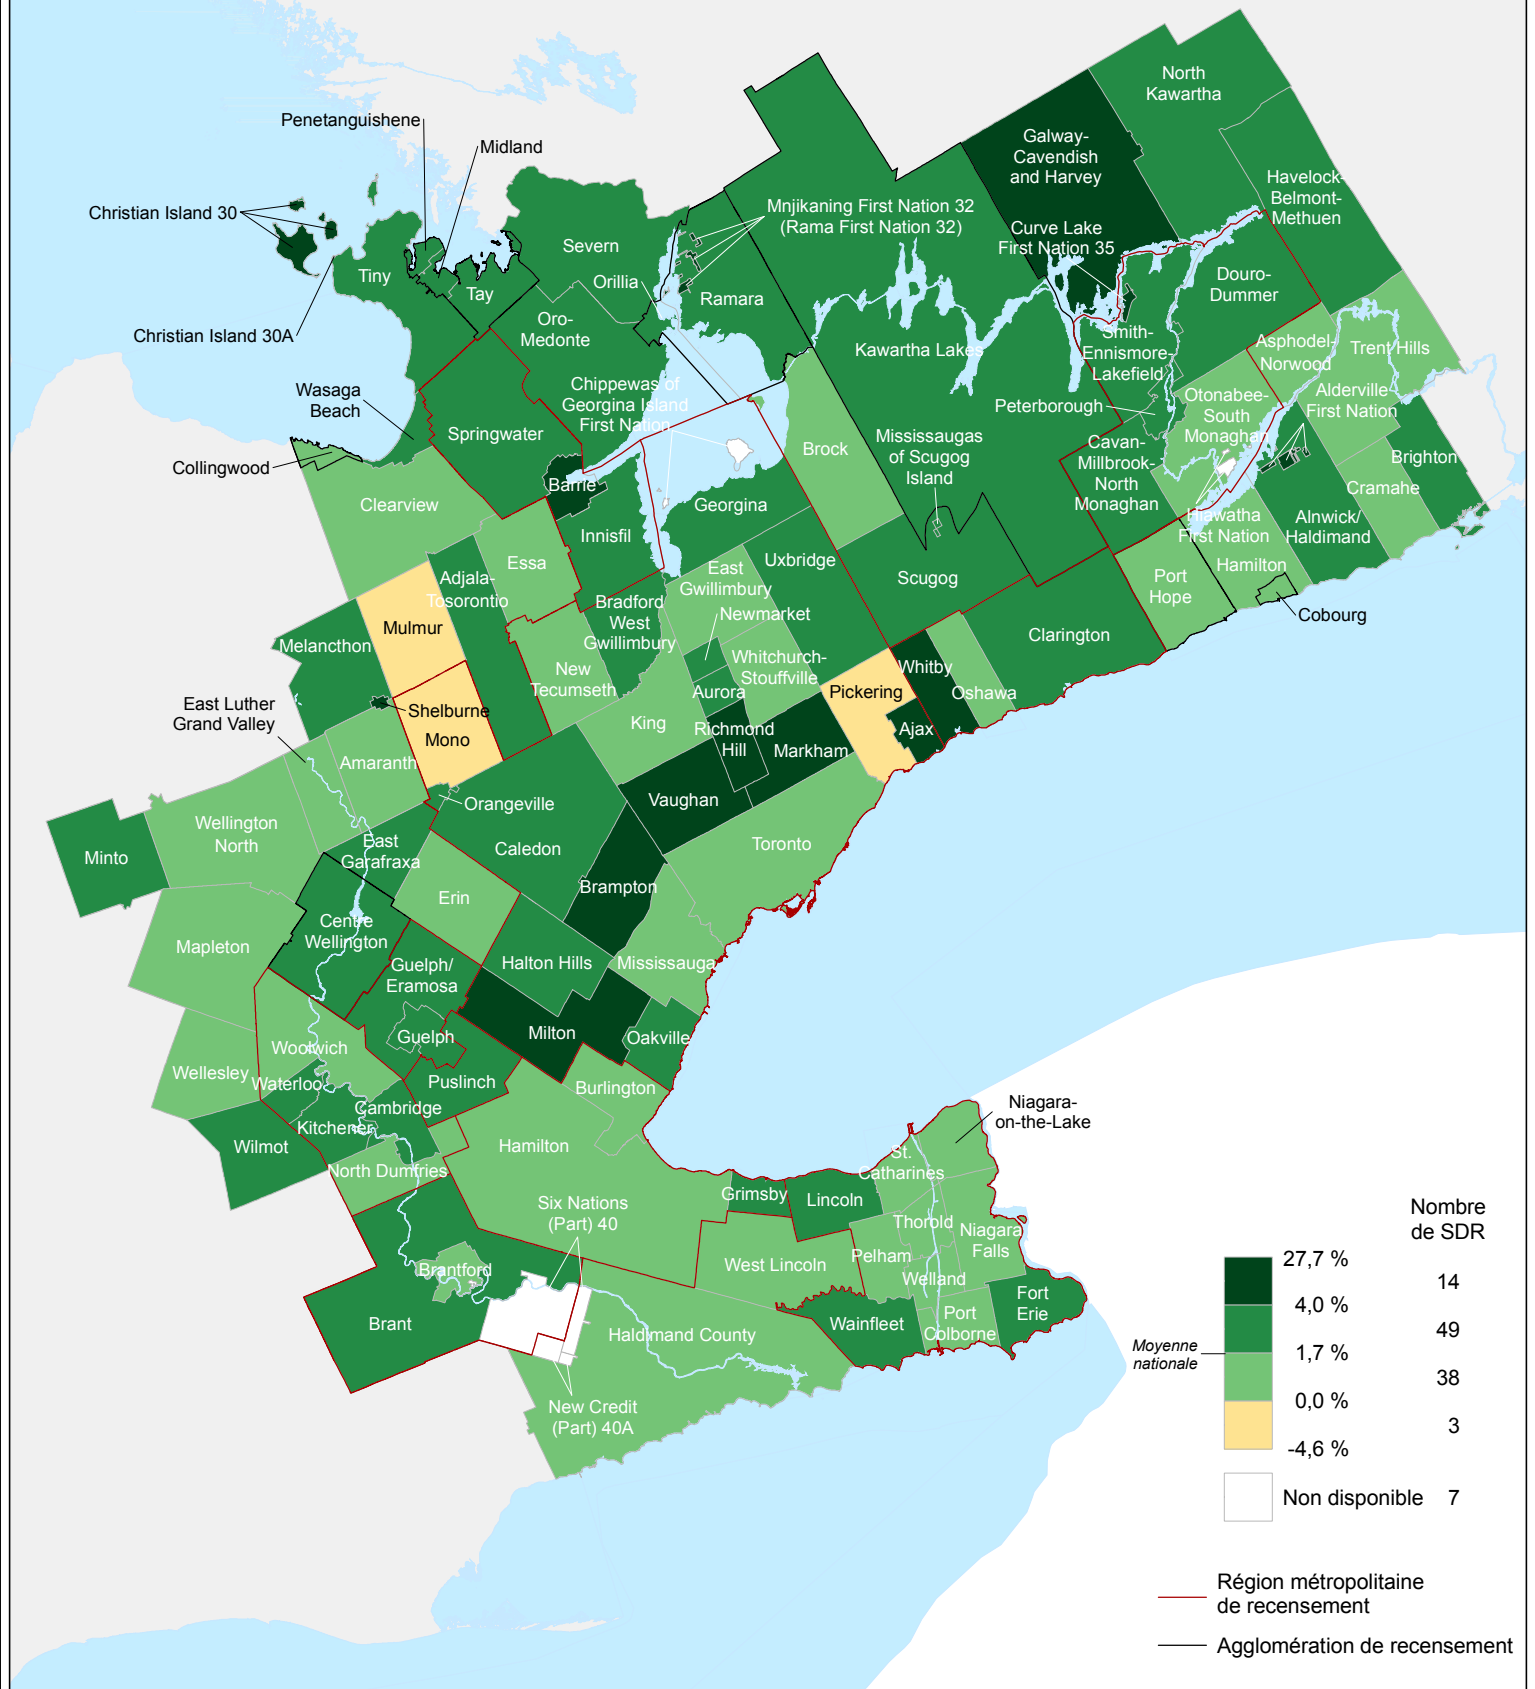 North
Kawartha
Galway-
Cavendish
and Harvey
Havelock-
Belmont-
Methuen
Penetanguishene
Midland
Christian Island 30
Mnjikaning First Nation 32
(Rama First Nation 32)
Curve Lake
First Nation 35
Severn
Tiny
Orillia
Tay
Ramara
Douro-
Dummer
Christian Island 30A
Oro-
Medonte
Kawartha Lakes
Smith-
Ennismore-
Lakefield
Asphodel-
Norwood
Trent Hills
Wasaga
Beach
Chippewas of
Georgina Island
First Nation
Peterborough
Otonabee-
South
Monaghan
Alderville
First Nation
Springwater
Brock
Mississaugas
of Scugog
Island
Cavan-
Millbrook-
North
Monaghan
Brighton
Collingwood
Barrie
Cramahe
Clearview
Georgina
Innisfil
Hiawatha
First Nation
Alnwick/
Haldimand
Essa
East
Gwillimbury
Uxbridge
Scugog
Hamilton
Port
Hope
Adjala-
Tosorontio
Bradford
West
Gwillimbury
Newmarket
Cobourg
Mulmur
Clarington
Melancthon
Whitchurch-
Stouffville
Whitby
New
Tecumseth
Aurora
Pickering
Oshawa
East Luther
Grand Valley
Shelburne
Mono
King
Richmond
Hill
Markham
Ajax
Amaranth
Orangeville
Vaughan
Wellington
North
East
Garafraxa
Caledon
Toronto
Minto
Brampton
Erin
Centre
Wellington
Mapleton
Guelph/
Eramosa
Halton Hills
Mississauga
Guelph
Milton
Oakville
Woolwich
Wellesley
Waterloo
Puslinch
Burlington
Cambridge
Kitchener
Wilmot
Hamilton
North Dumfries
Niagara-
on-the-Lake
St.
Catharines
Grimsby
Lincoln
Six Nations
(Part) 40
Thorold
Niagara
Falls
Pelham
West Lincoln
Brantford
Welland
Fort
Erie
Brant
Wainfleet
Port
Colborne
Haldimand County
New Credit
(Part) 40A
Nombre
de SDR
27,7 %
14
4,0 %
49
Moyenne
nationale
1,7 %
38
0,0 %
3
-4,6 %
Non disponible
7
Région métropolitaine
de recensement
Agglomération de recensement